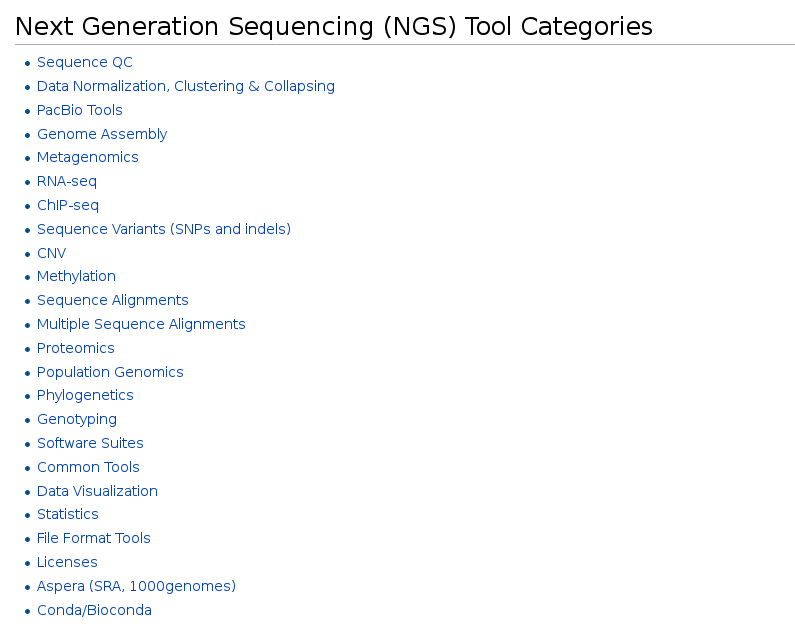 Next Generation Sequencing (NGS) Tool Categories
Sequence QC
Data Normalization, Clustering & Collapsing
PacBio Tools
Genome Assembly
Metagenomics
RNA-seq
ChIP-seq
Sequence Variants (SNPs and indels)
CNV
Methylation
Sequence Alignments
Multiple Sequence Alignments
Proteomics
Population Genomics
Phylogenetics
Genotyping
Software Suites
Common Tools
Data Visualization
Statistics
File Format Tools
Licenses
Aspera (SRA, 1000genomes)
Conda/Bioconda